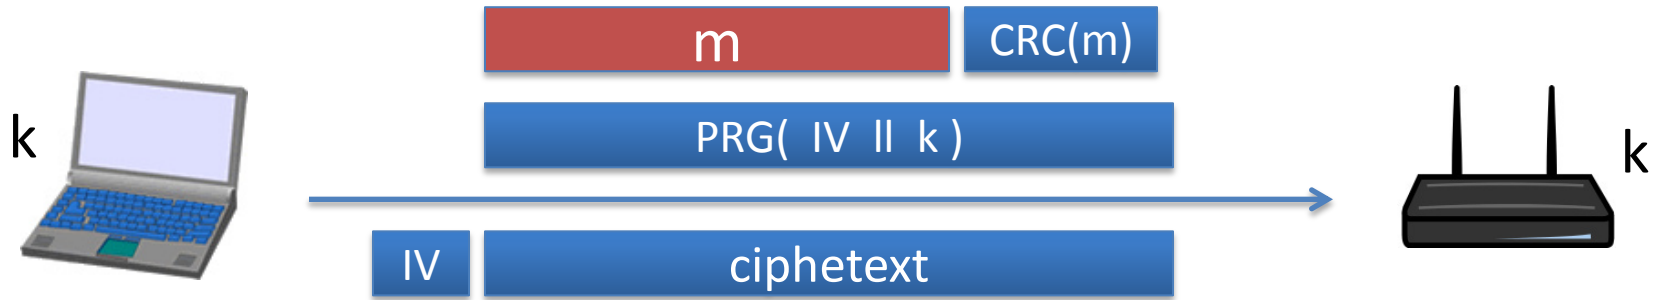 m CRC(m)
k PRG( IV ll k ) k
IV ciphetext